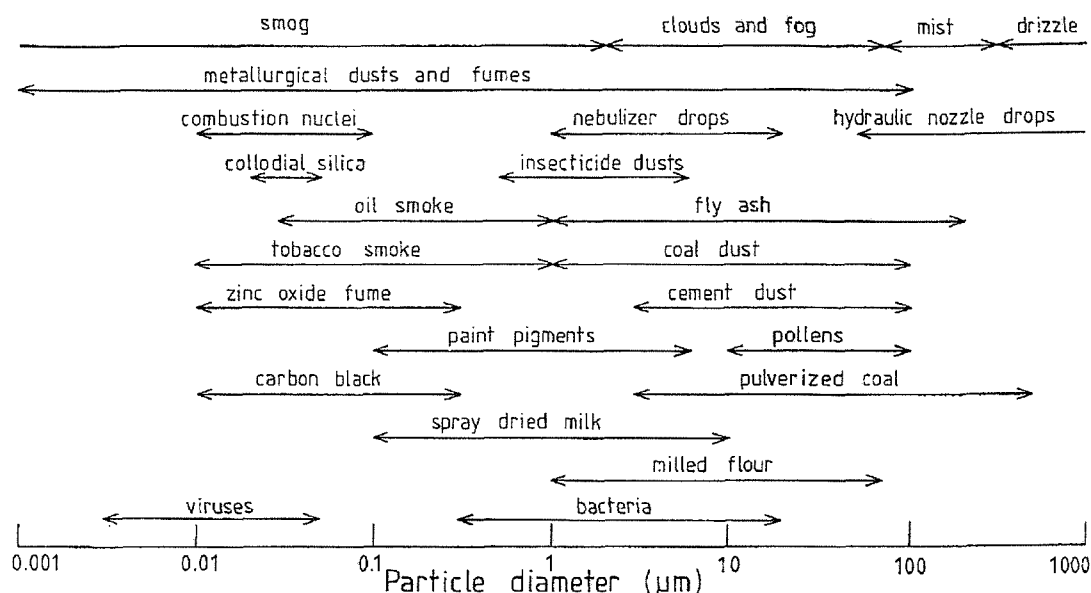 smog clouds and fog mist drizzle
metallurgical dusts and fumes
combustion nuclei nebulizer drops hydraulic nozzle drops
collodial silica insecticide dusts
oil smoke fly ash
tobacco smoke coal dust
zinc oxide fume cement dust
paint pigments pollens
carbon black pulverized coal
spray dried milk
milled flour
viruses bacteria
0.001 0.01 0.1 1 1.0 100 1000
Particle diameter (µm)